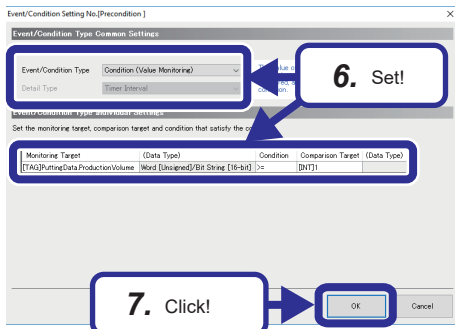 Event/Condition Setting No.[Precondition ]
Event/Condition Type Common Settings
Event/Condition Type Condition (Value Monitoring)
Detail Type Timer Interval
6. Set!
Event/Condition Type Individual Settings
Set the monitoring target, comparison target and condition that satisfy the
Monitoring Target (Data Type) Condition Comparison Target (Data Type)
[TAG]PuttingData.ProductionVolume Word [Unsigned]/Bit String [16-bit] >= [INT]1
7. Click!
OK Cancel